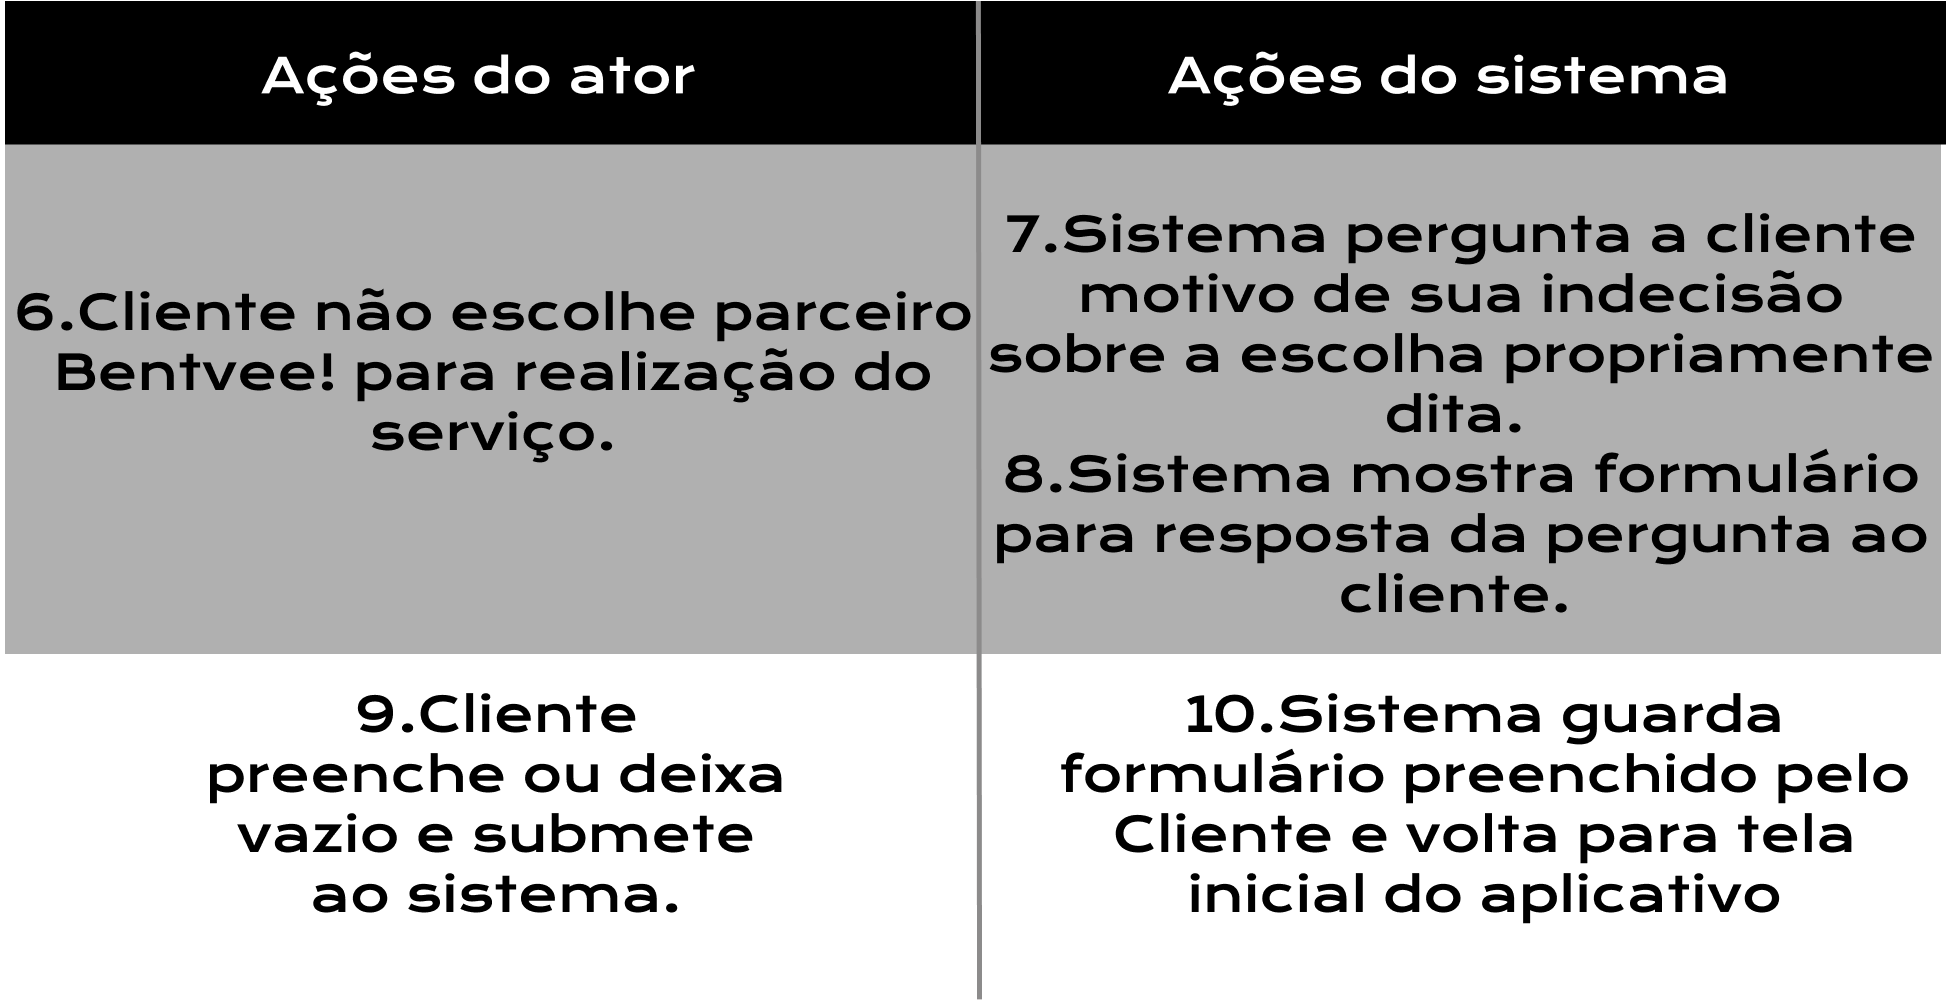 Ações do ator
Ações do sistema
6.Cliente não escolhe parceiro
Bentvee! para realização do
serviço.
7.Sistema pergunta a cliente
motivo de sua indecisão
sobre a escolha propriamente
dita.
8.Sistema mostra formulário
para resposta da pergunta ao
cliente.
9.Cliente
preenche ou deixa
vazio e submete
ao sistema.
10.Sistema guarda
formulário preenchido pelo
Cliente e volta para tela
inicial do aplicativo